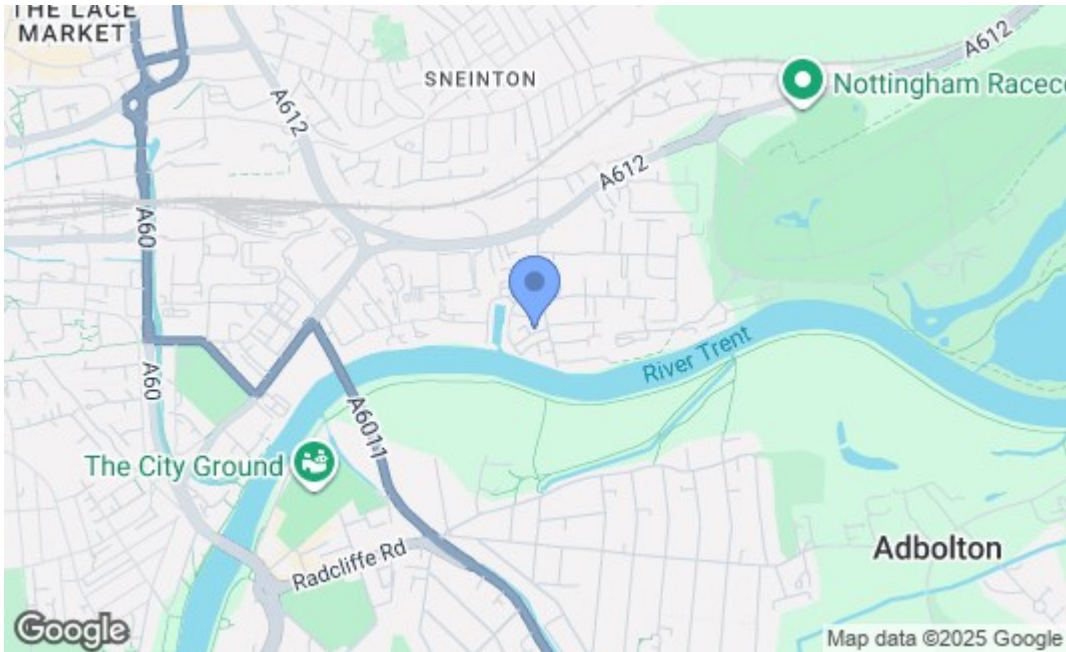 THE LACE
MARKET
SNEINTON
A612
A612
Nottingham Racec
A612
A60
A60
River Trent
A6011
The City Ground
Radcliffe Rd
Adbolton
Google
Map data ©2025 Google